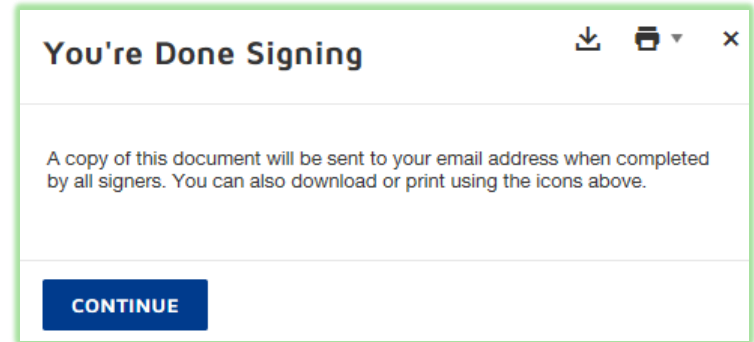 You're Done Signing
A copy of this document will be sent to your email address when completed
by all signers. You can also download or print using the icons above.
CONTINUE